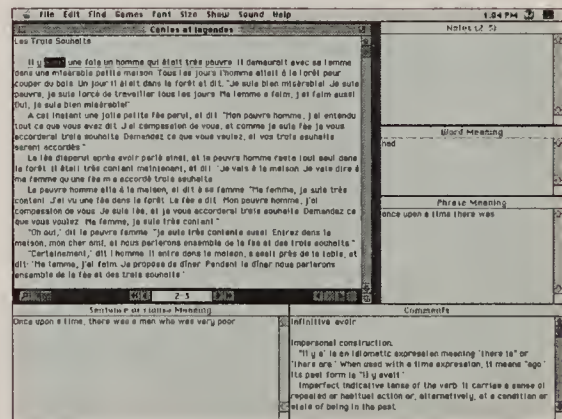 File Edit Find Games Font Size Show Sound Help 1:04 PM
Contes et legendes
Les Trois Souhaits
Il y avait une fois un homme qui était très pauvre Il demeurait avec sa femme
dans une misérable petite maison Tous les jours l'homme allait à la forêt pour
couper du bois Un jour il était dans la forêt et dit, "Je suis bien misérable! Je suis
pauvre, je suis forcé de travailler tous les jours Ma femme a faim, j'ai faim aussi
Oui, je suis bien misérable!"
A cet instant une jolie petite fée parut, et dit "Mon pauvre homme, j'ai entendu
tout ce que vous avez dit J'ai compassion de vous, et comme je suis fée je vous
accorderai trois souhaits Demandez ce que vous voulez, et vos trois souhaits
seront accordés "
La fée disparut après avoir parlé ainsi, et le pauvre homme resta tout seul dans
la forêt Il était très content maintenant, et dit "Je vais à la maison Je vais dire à
ma femme qu'une fée m'a accordé trois souhaits
Le pauvre homme alla à la maison, et dit à sa femme "Ma femme, je suis très
content J'ai vu une fée dans la forêt La fée a dit Mon pauvre homme, j'ai
compassion de vous Je suis fée, et je vous accorderai trois souhaits Demandez ce
que vous voulez Ma femme, je suis très content "
"Oh oui," dit la pauvre femme "je suis très contente aussi Entrez dans la
maison, mon cher ami, et nous parlerons ensemble de la fée et des trois souhaits "
"Certainement," dit l'homme Il entre dans la maison, s'assit près de la table, et
dit "Ma femme, j'ai faim Je propose de dîner Pendant le dîner nous parlerons
ensemble de la fée et des trois souhaits "
2-3
Notes (2-5)
Word Meaning
had
Phrase Meaning
once upon a time there was
Sentence or Clause Meaning
Once upon a time, there was a man who was very poor
Comments
Infinitive avoir
Impersonal construction.
"Il y a" is an idiomatic expression meaning "there is" or
"there are " When used with a time expression, it means "ago "
Its past form is "il y avait "
Imperfect indicative tense of the verb It carries a sense of
repeated or habitual action or, alternatively, of a condition or
state of being in the past